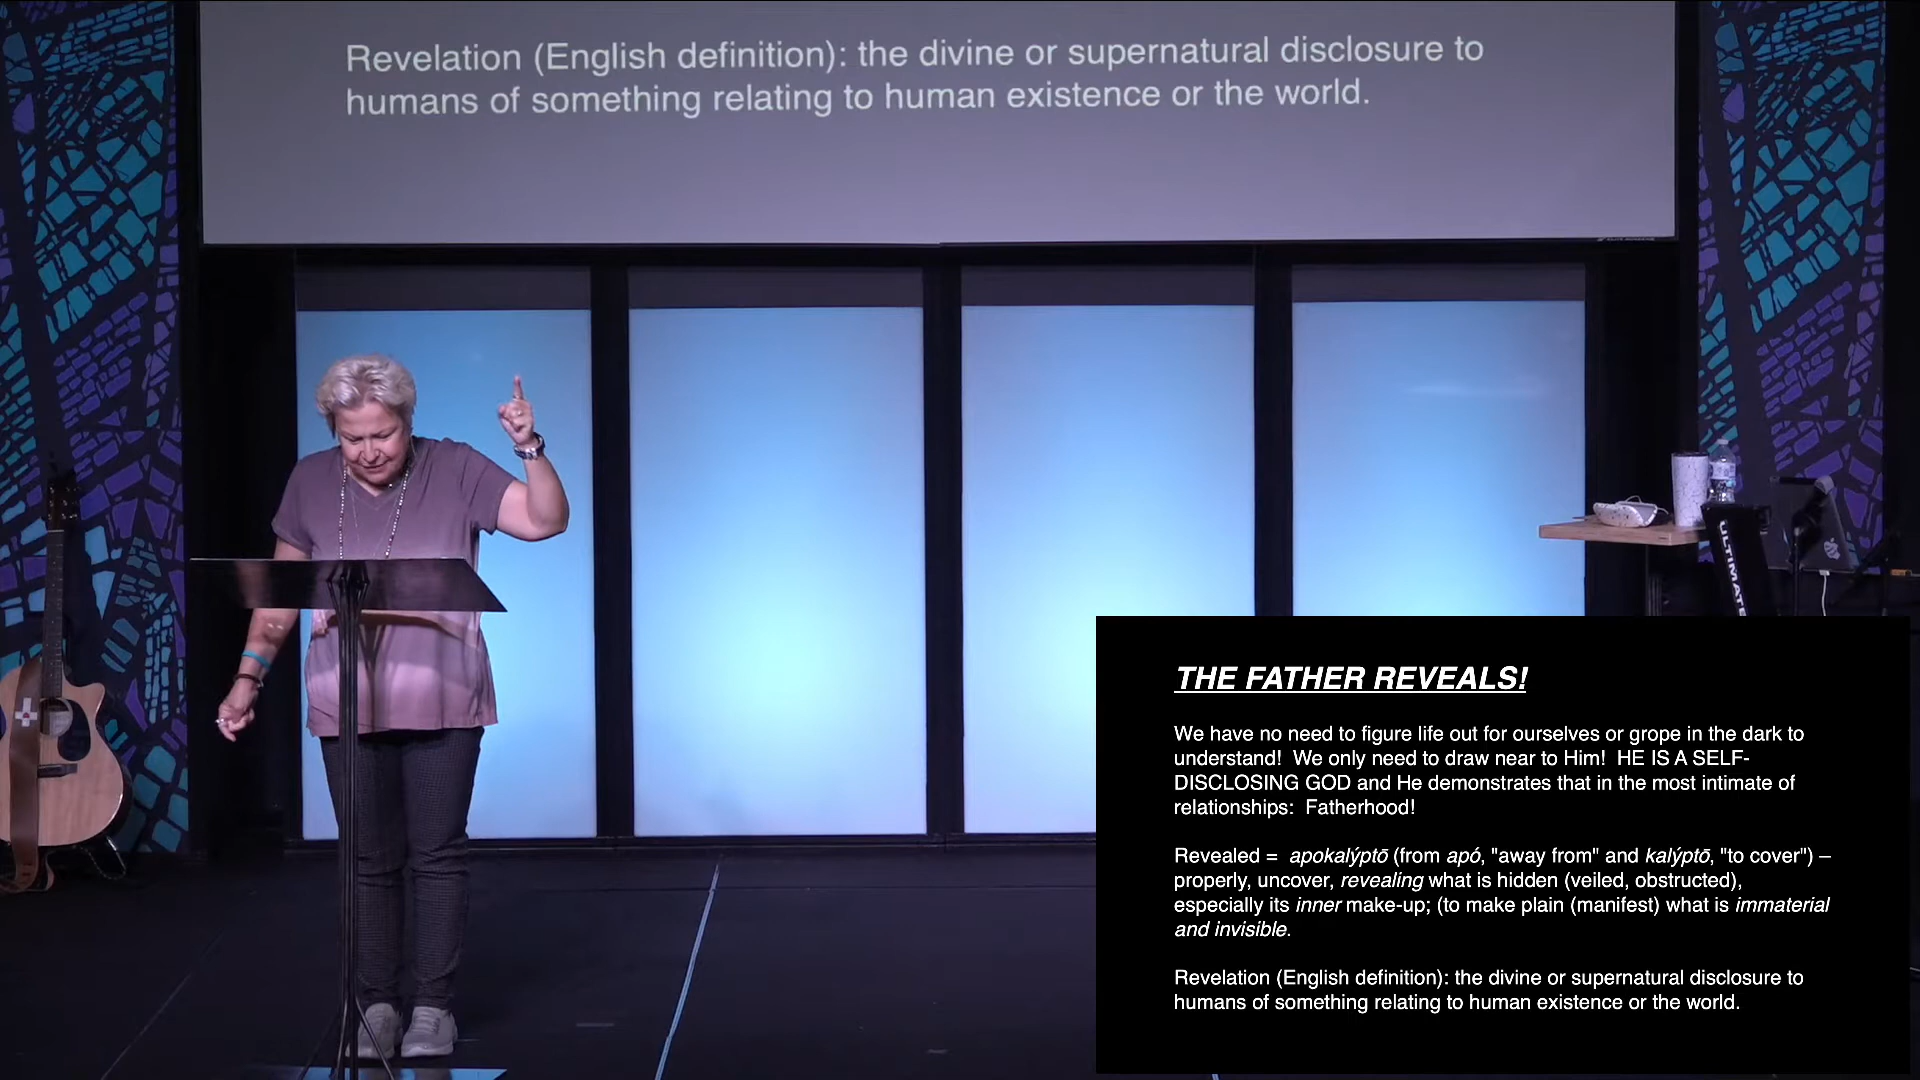 Revelation (English definition): the divine or supernatural disclosure to
humans of something relating to human existence or the world.
ULTIMATE
THE FATHER REVEALS!
We have no need to figure life out for ourselves or grope in the dark to
understand!  We only need to draw near to Him!  HE IS A SELF-
DISCLOSING GOD and He demonstrates that in the most intimate of
relationships:  Fatherhood!
Revealed =  apokalýptō (from apó, "away from" and kalýptō, "to cover") –
properly, uncover, revealing what is hidden (veiled, obstructed),
especially its inner make-up; (to make plain (manifest) what is immaterial
and invisible.
Revelation (English definition): the divine or supernatural disclosure to
humans of something relating to human existence or the world.